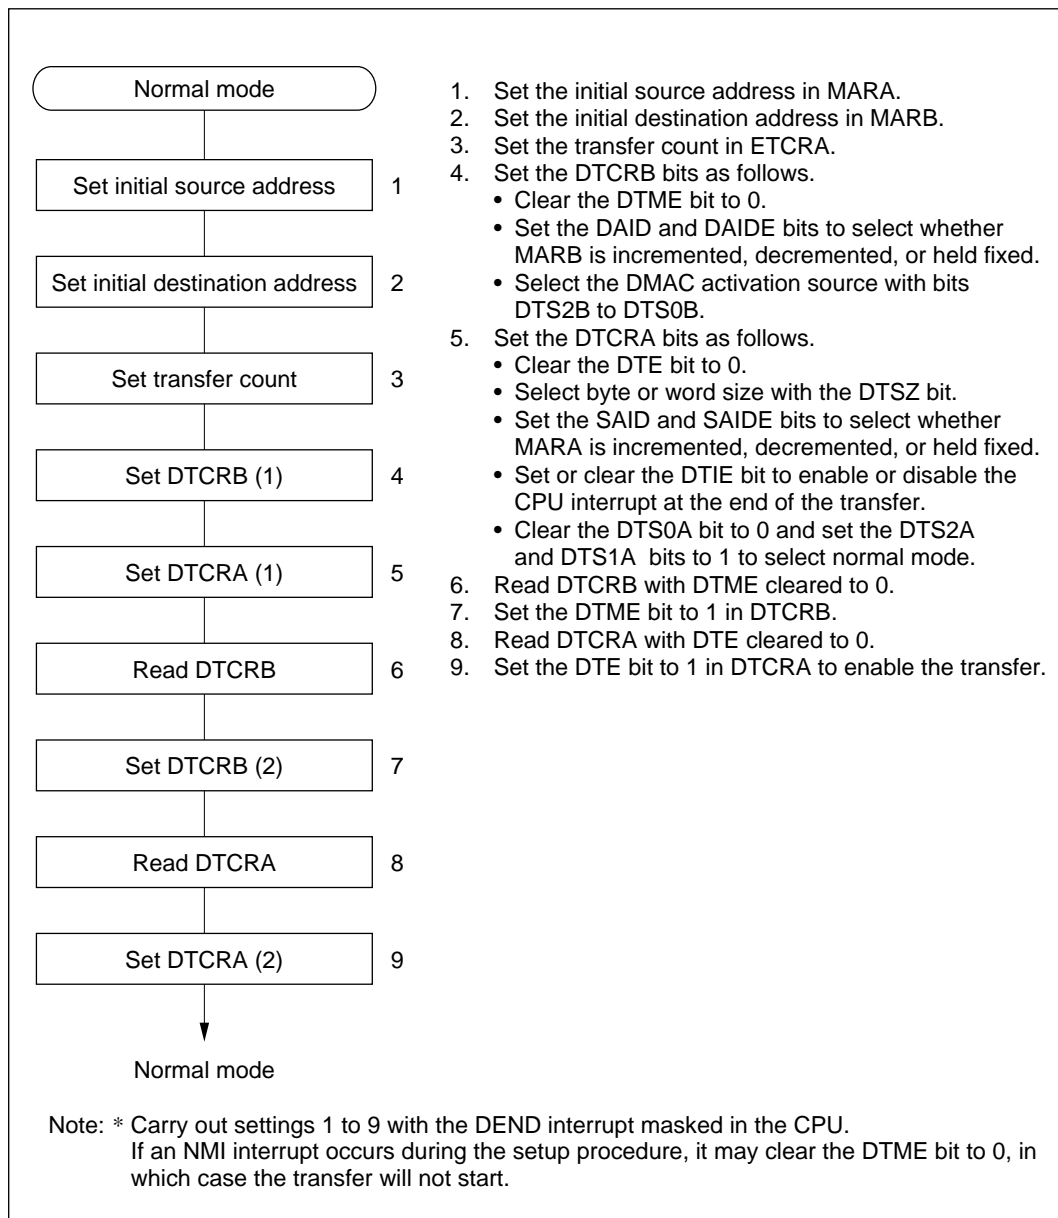 Normal mode
Set initial source address 1
Set initial destination address 2
Set transfer count 3
Set DTCRB (1) 4
Set DTCRA (1) 5
Read DTCRB 6
Set DTCRB (2) 7
Read DTCRA 8
Set DTCRA (2) 9
Normal mode
1. Set the initial source address in MARA.
2. Set the initial destination address in MARB.
3. Set the transfer count in ETCRA.
4. Set the DTCRB bits as follows.
• Clear the DTME bit to 0.
• Set the DAID and DAIDE bits to select whether
MARB is incremented, decremented, or held fixed.
• Select the DMAC activation source with bits
DTS2B to DTS0B.
5. Set the DTCRA bits as follows.
• Clear the DTE bit to 0.
• Select byte or word size with the DTSZ bit.
• Set the SAID and SAIDE bits to select whether
MARA is incremented, decremented, or held fixed.
• Set or clear the DTIE bit to enable or disable the
CPU interrupt at the end of the transfer.
• Clear the DTS0A bit to 0 and set the DTS2A
and DTS1A bits to 1 to select normal mode.
6. Read DTCRB with DTME cleared to 0.
7. Set the DTME bit to 1 in DTCRB.
8. Read DTCRA with DTE cleared to 0.
9. Set the DTE bit to 1 in DTCRA to enable the transfer.
Note: * Carry out settings 1 to 9 with the DEND interrupt masked in the CPU.
If an NMI interrupt occurs during the setup procedure, it may clear the DTME bit to 0, in
which case the transfer will not start.